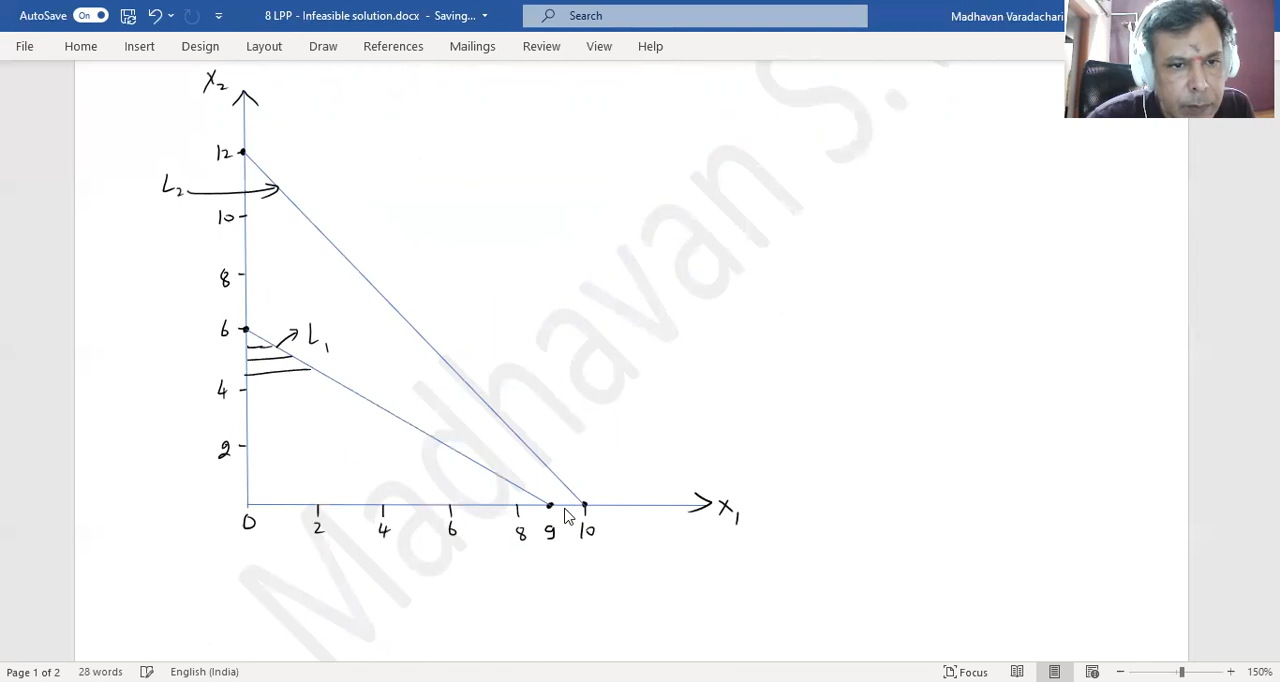 AutoSave On 8 LPP - Infeasible solution.docx - Saving... Search Madhavan Varadachari
File Home Insert Design Layout Draw References Mailings Review View Help
X2
12
L2
10
8
6
L1
4
2
0 2 4 6 8 9 10 X1
Madhavan S.
Page 1 of 2 28 words English (India) Focus 150%